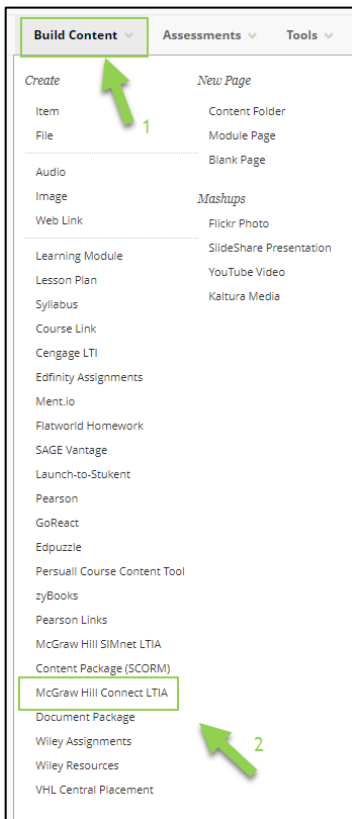 Build Content
Assessments
Tools
1
Create
Item
File
Audio
Image
Web Link
Learning Module
Lesson Plan
Syllabus
Course Link
Cengage LTI
Edfinity Assignments
Ment.io
Flatworld Homework
SAGE Vantage
Launch-to-Stukent
Pearson
GoReact
Edpuzzle
Persuall Course Content Tool
zyBooks
Pearson Links
McGraw Hill SIMnet LTIA
Content Package (SCORM)
McGraw Hill Connect LTIA
Document Package
Wiley Assignments
Wiley Resources
VHL Central Placement
New Page
Content Folder
Module Page
Blank Page
Mashups
Flickr Photo
SlideShare Presentation
YouTube Video
Kaltura Media
2